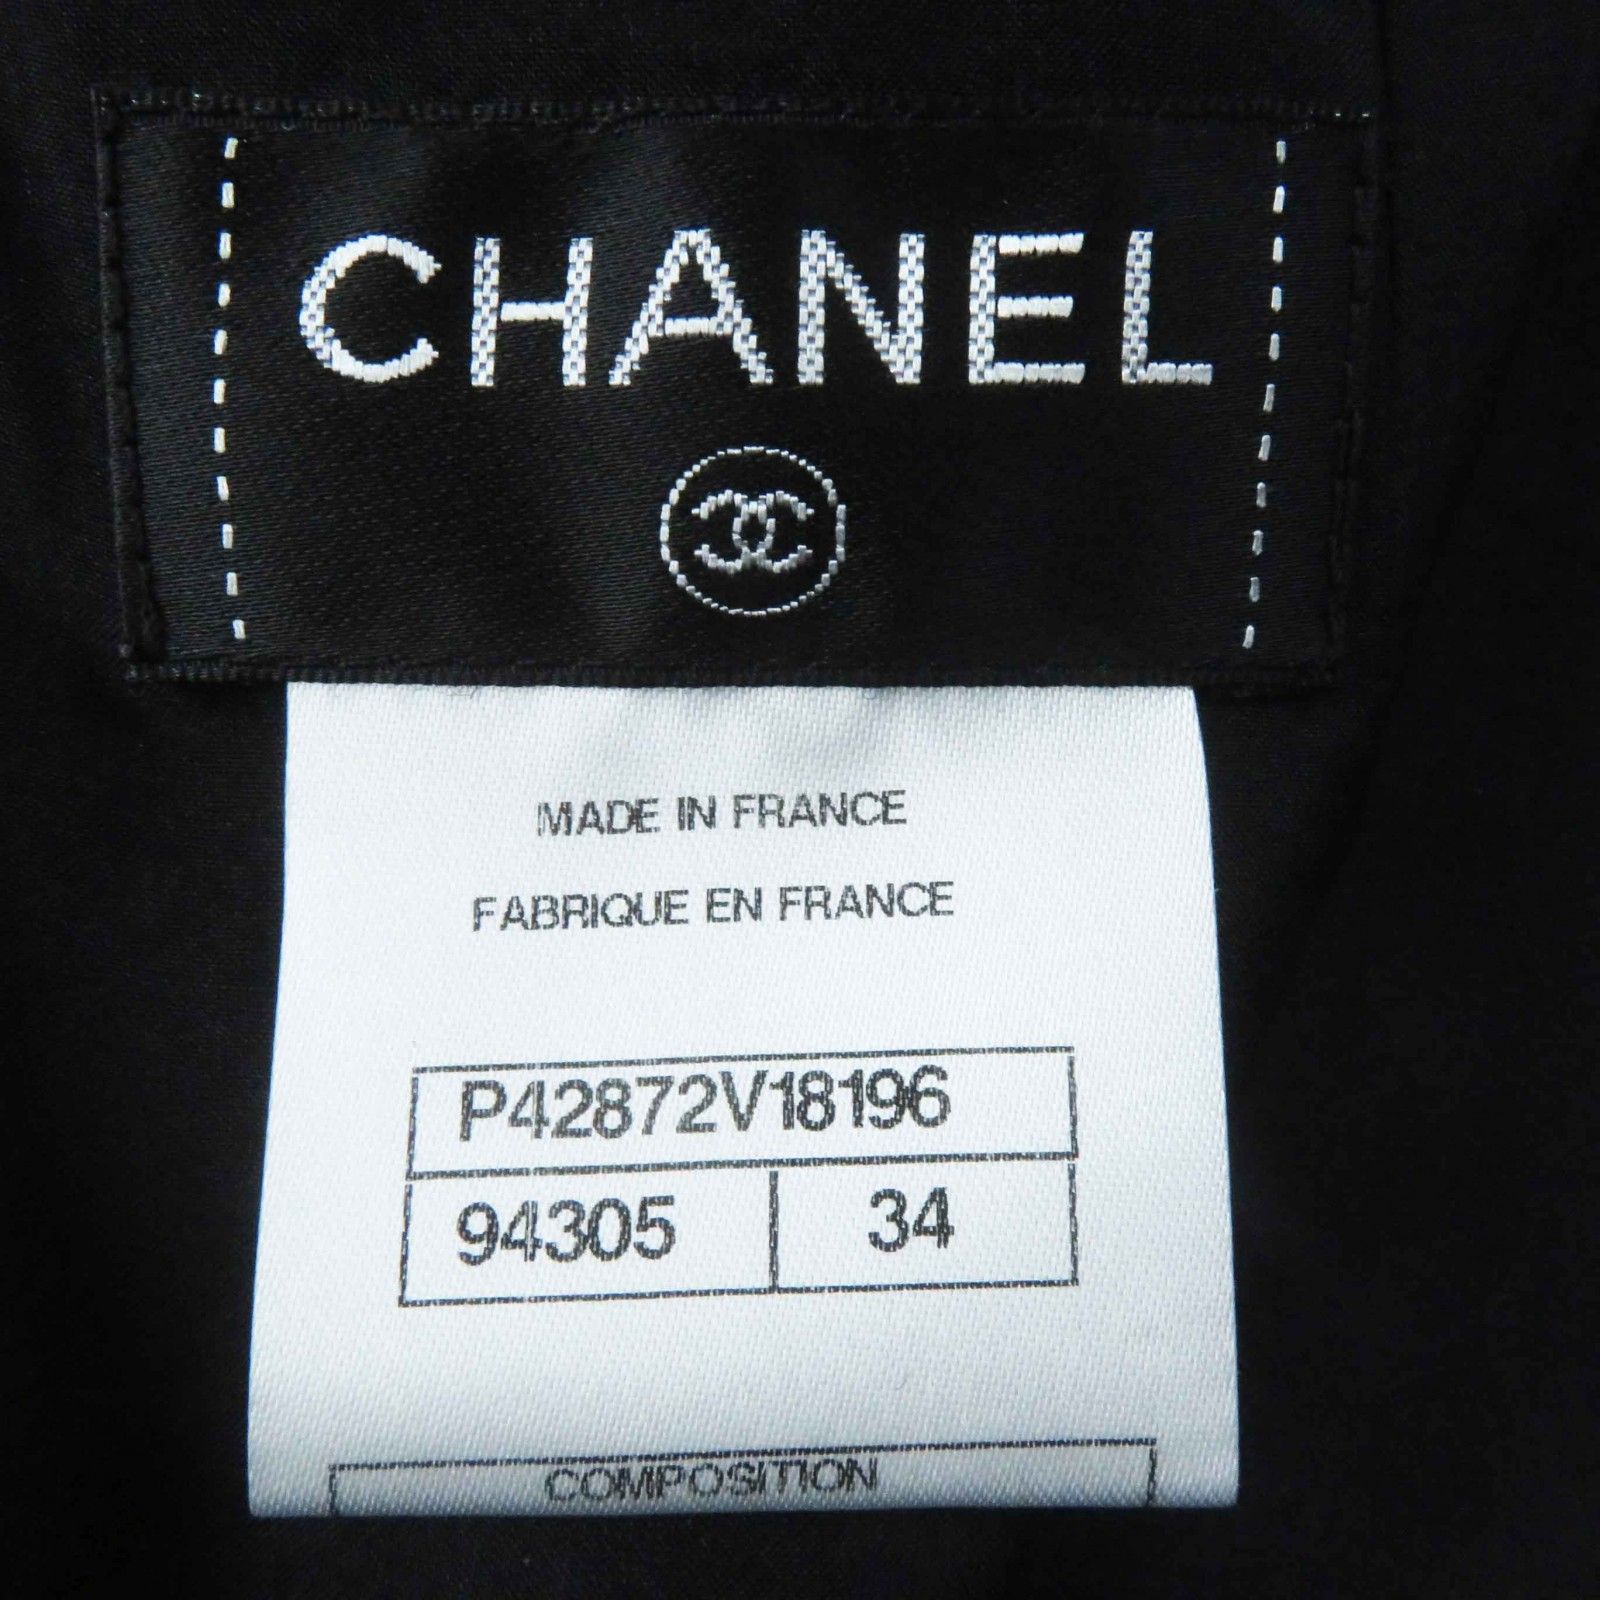 CHANEL
MADE IN FRANCE
FABRIQUE EN FRANCE
P42872V18196
94305 34
COMPOSITION